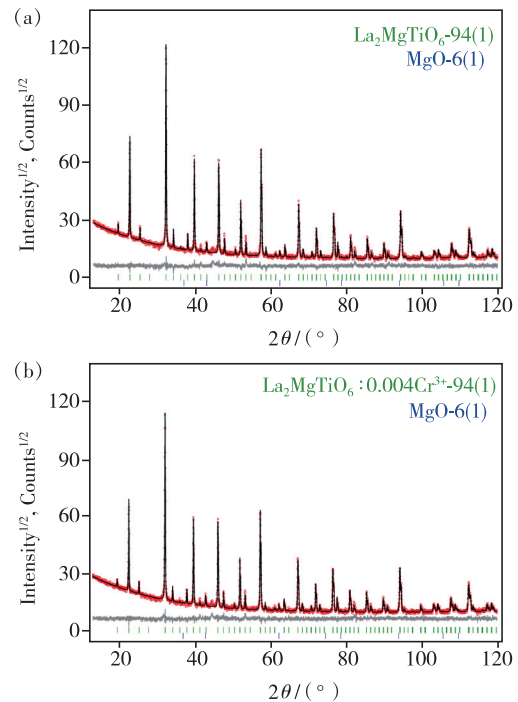 (a)
La₂MgTiO₆-94(1)
MgO-6(1)
120
90
60
30
0
Intensity¹/², Counts¹/²
20 40 60 80 100 120
2θ/(°)
(b)
La₂MgTiO₆:0.004Cr³⁺-94(1)
MgO-6(1)
120
90
60
30
0
Intensity¹/², Counts¹/²
20 40 60 80 100 120
2θ/(°)